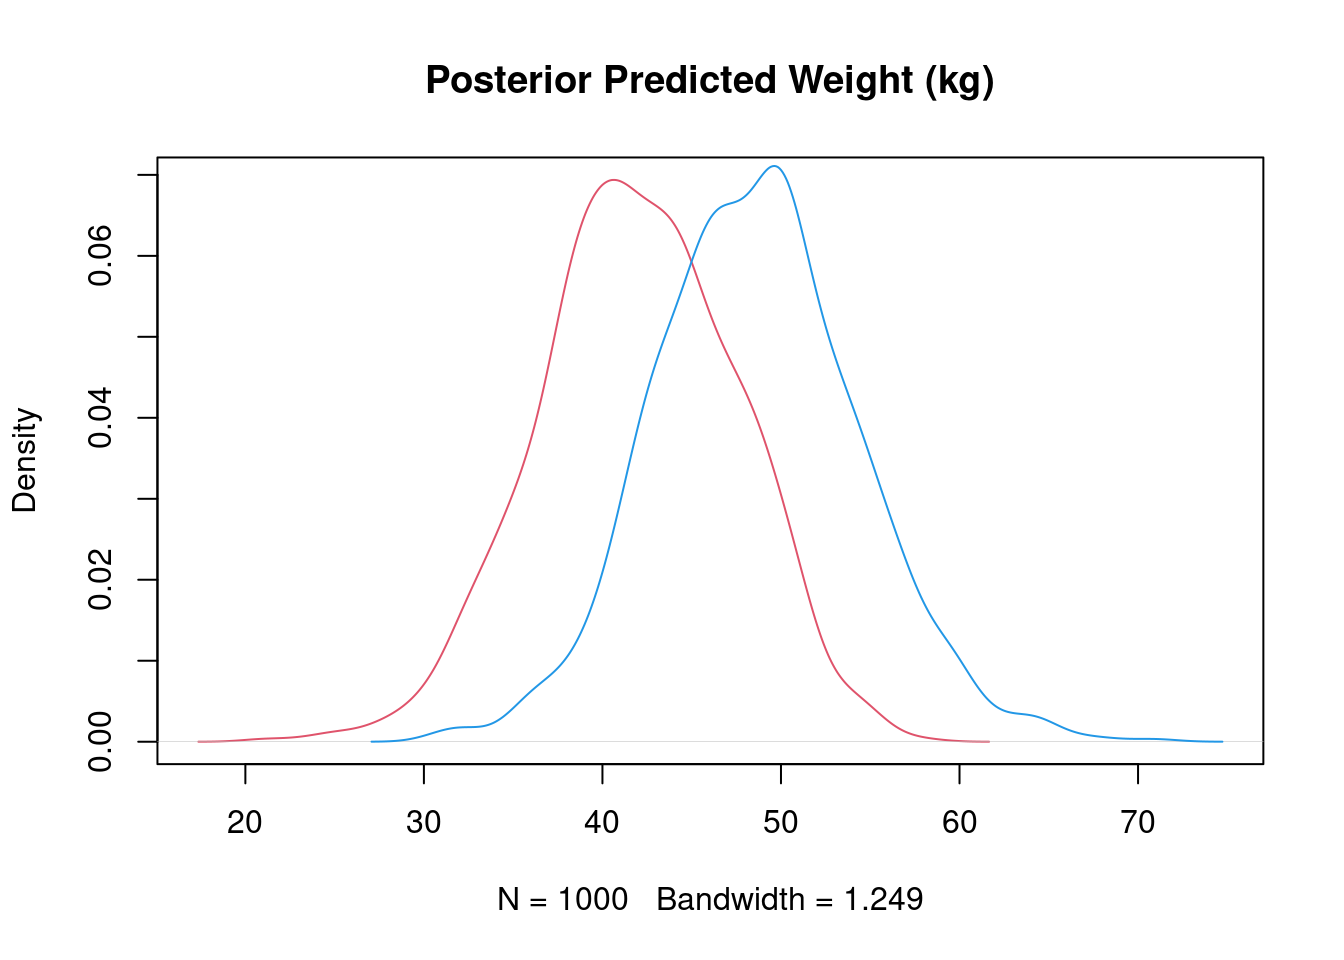 Posterior Predicted Weight (kg)
Density
0.06
0.04
0.02
0.00
20 30 40 50 60 70
N = 1000 Bandwidth = 1.249